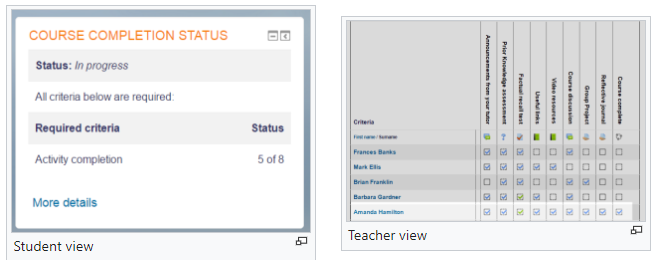 COURSE COMPLETION STATUS
Status: In progress
All criteria below are required:
Required criteria Status
Activity completion 5 of 8
More details
Student view
Announcements from your tutor
Prior Knowledge assessment
Factual recall test
Useful links
Video resources
Course discussion
Group Project
Reflective journal
Course complete
Criteria
First name / Surname
Frances Banks
Mark Ellis
Brian Franklin
Barbara Gardner
Amanda Hamilton
Teacher view